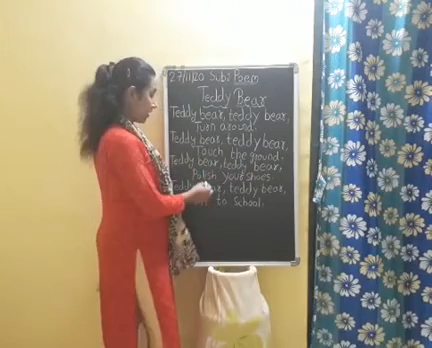 27/11/20 Sub: Poem
Teddy Bear
Teddy bear, teddy bear,
Turn around.
Teddy bear, teddy bear,
Touch the ground.
Teddy bear, teddy bear,
Polish your shoes.
teddy bear,
to School.